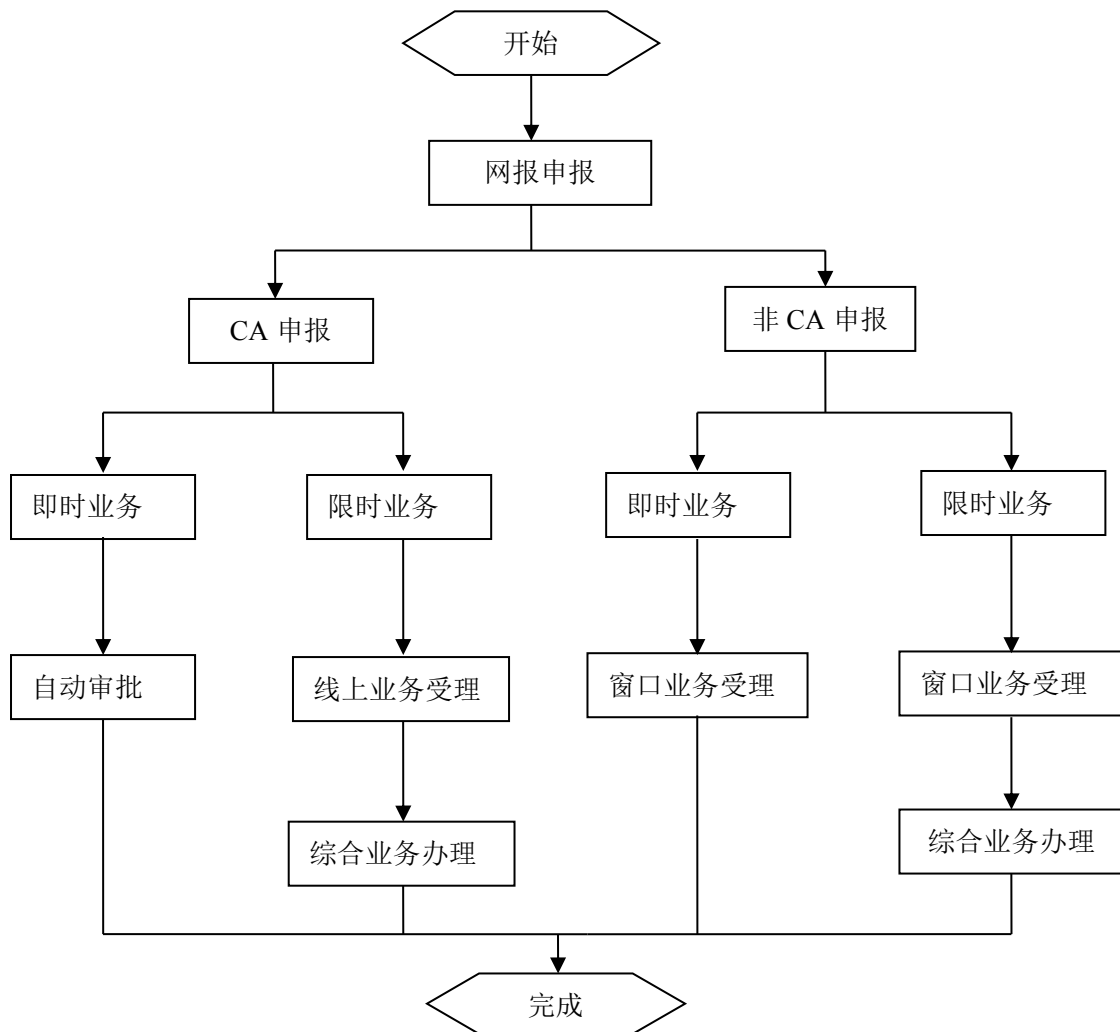 开始
网报申报
CA 申报
非 CA 申报
即时业务
限时业务
即时业务
限时业务
自动审批
线上业务受理
窗口业务受理
窗口业务受理
综合业务办理
综合业务办理
完成